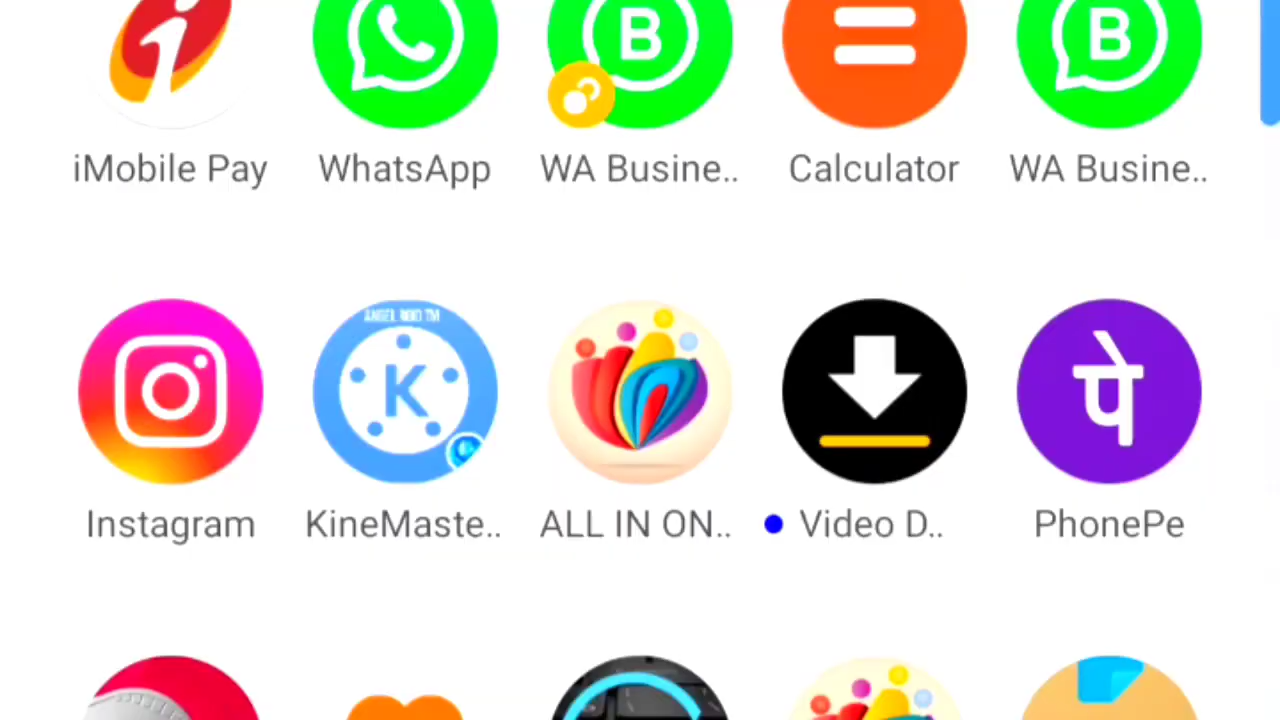 B
B
iMobile Pay
WhatsApp
WA Busine..
Calculator
WA Busine..
K
पे
Instagram
KineMaste..
ALL IN ON..
Video D..
PhonePe